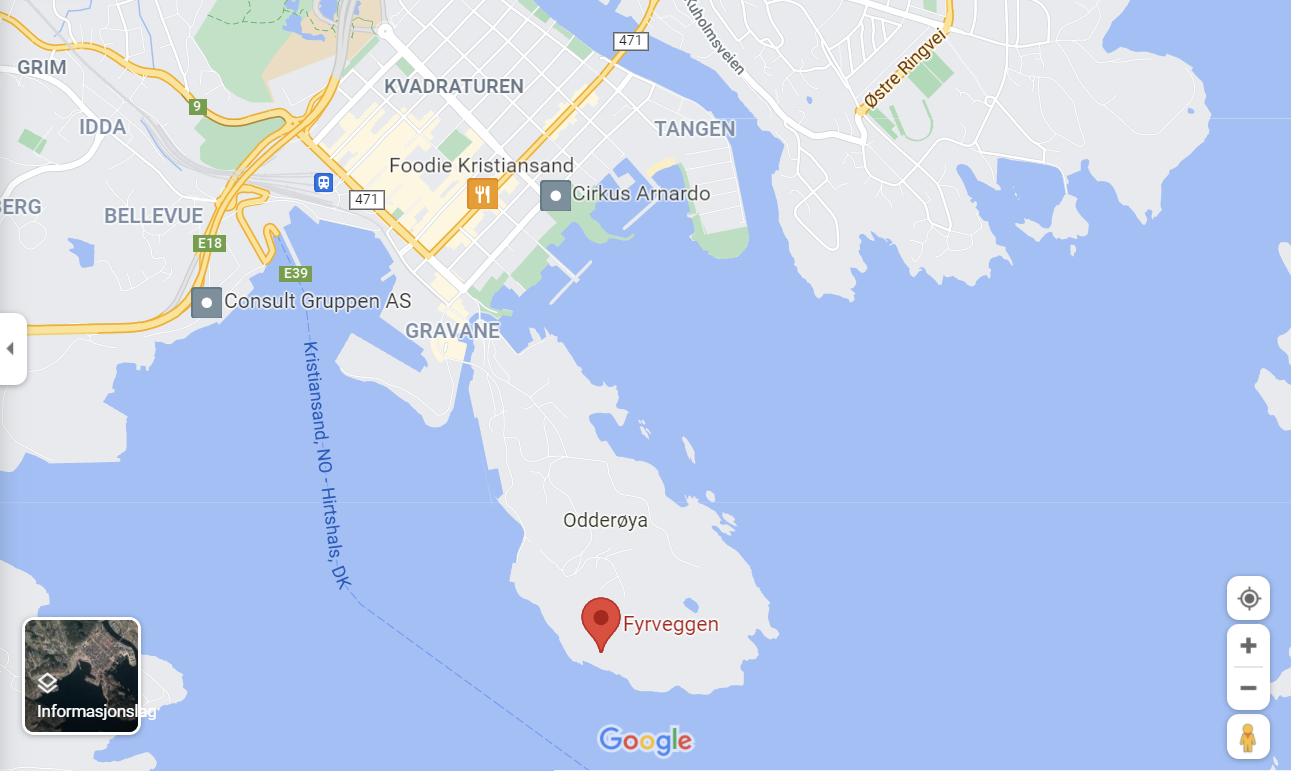 471
Kuholmsveien
Østre Ringvei
GRIM
KVADRATUREN
9
IDDA
TANGEN
Foodie Kristiansand
471
Cirkus Arnardo
BERG
BELLEVUE
E18
E39
Consult Gruppen AS
GRAVANE
Kristiansand, NO - Hirtshals, DK
Odderøya
Fyrveggen
Informasjonslag
Google